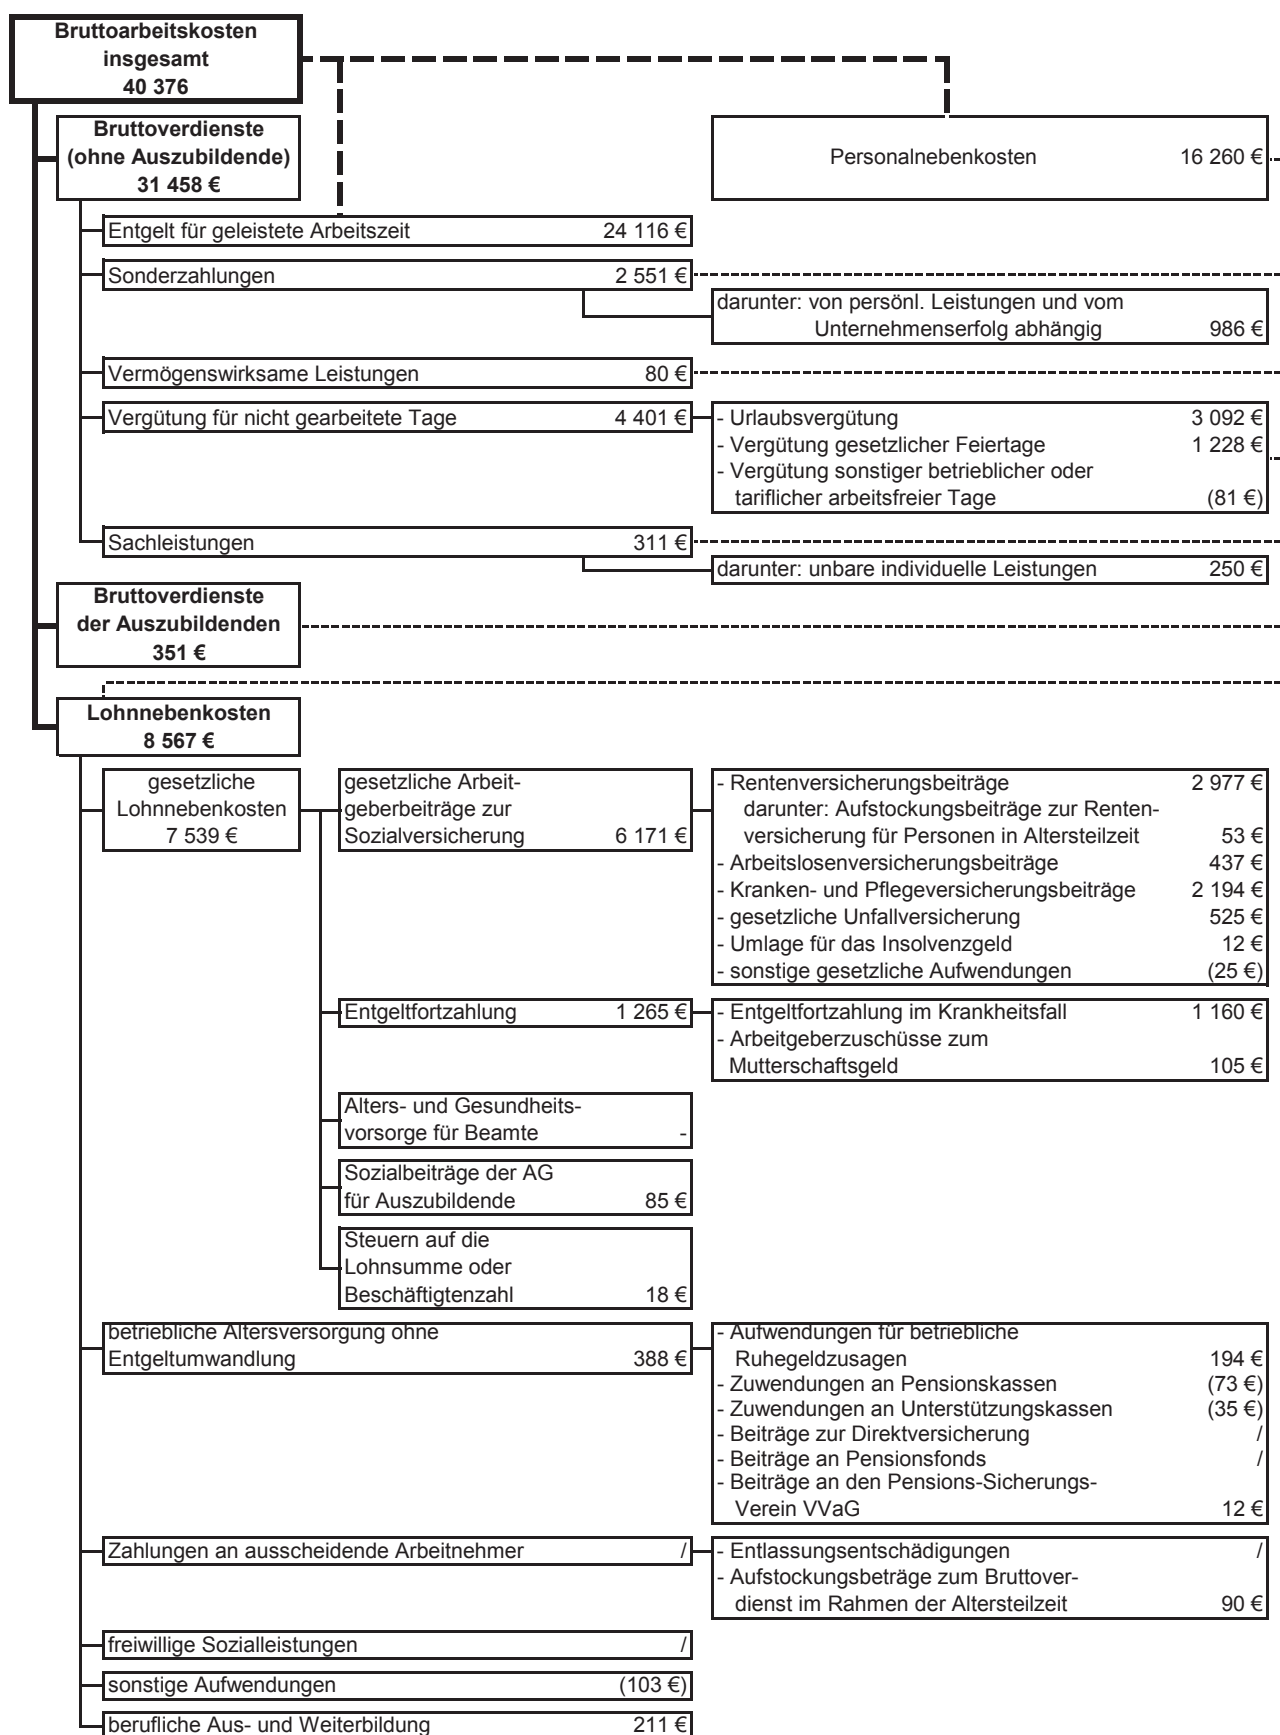 Bruttoarbeitskosten
insgesamt
40 376
Bruttoverdienste
(ohne Auszubildende)
31 458 €
Personalnebenkosten 16 260 €
Entgelt für geleistete Arbeitszeit 24 116 €
Sonderzahlungen 2 551 €
darunter: von persönl. Leistungen und vom
Unternehmenserfolg abhängig 986 €
Vermögenswirksame Leistungen 80 €
Vergütung für nicht gearbeitete Tage 4 401 €
- Urlaubsvergütung 3 092 €
- Vergütung gesetzlicher Feiertage 1 228 €
- Vergütung sonstiger betrieblicher oder
tariflicher arbeitsfreier Tage (81 €)
Sachleistungen 311 €
darunter: unbare individuelle Leistungen 250 €
Bruttoverdienste
der Auszubildenden
351 €
Lohnnebenkosten
8 567 €
gesetzliche
Lohnnebenkosten
7 539 €
gesetzliche Arbeit-
geberbeiträge zur
Sozialversicherung 6 171 €
- Rentenversicherungsbeiträge 2 977 €
darunter: Aufstockungsbeiträge zur Renten-
versicherung für Personen in Altersteilzeit 53 €
- Arbeitslosenversicherungsbeiträge 437 €
- Kranken- und Pflegeversicherungsbeiträge 2 194 €
- gesetzliche Unfallversicherung 525 €
- Umlage für das Insolvenzgeld 12 €
- sonstige gesetzliche Aufwendungen (25 €)
Entgeltfortzahlung 1 265 €
- Entgeltfortzahlung im Krankheitsfall 1 160 €
- Arbeitgeberzuschüsse zum
Mutterschaftsgeld 105 €
Alters- und Gesundheits-
vorsorge für Beamte -
Sozialbeiträge der AG
für Auszubildende 85 €
Steuern auf die
Lohnsumme oder
Beschäftigtenzahl 18 €
betriebliche Altersversorgung ohne
Entgeltumwandlung 388 €
- Aufwendungen für betriebliche
Ruhegeldzusagen 194 €
- Zuwendungen an Pensionskassen (73 €)
- Zuwendungen an Unterstützungskassen (35 €)
- Beiträge zur Direktversicherung /
- Beiträge an Pensionsfonds /
- Beiträge an den Pensions-Sicherungs-
Verein VVaG 12 €
Zahlungen an ausscheidende Arbeitnehmer /
- Entlassungsentschädigungen /
- Aufstockungsbeträge zum Bruttover-
dienst im Rahmen der Altersteilzeit 90 €
freiwillige Sozialleistungen /
sonstige Aufwendungen (103 €)
berufliche Aus- und Weiterbildung 211 €